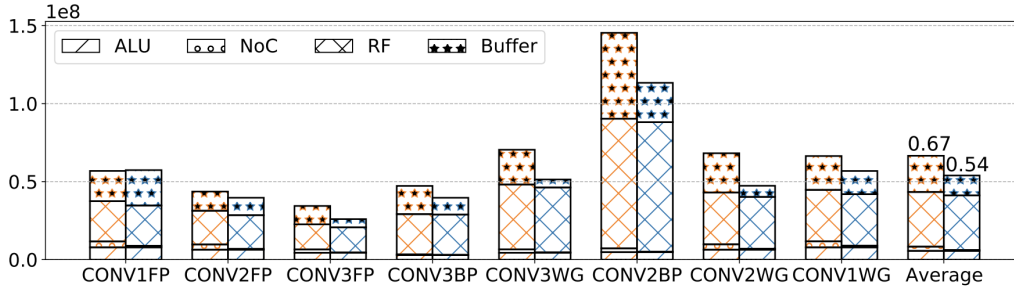 1e8
1.5
ALU NoC RF Buffer
1.0
0.67
0.54
0.5
0.0
CONV1FP CONV2FP CONV3FP CONV3BP CONV3WG CONV2BP CONV2WG CONV1WG Average